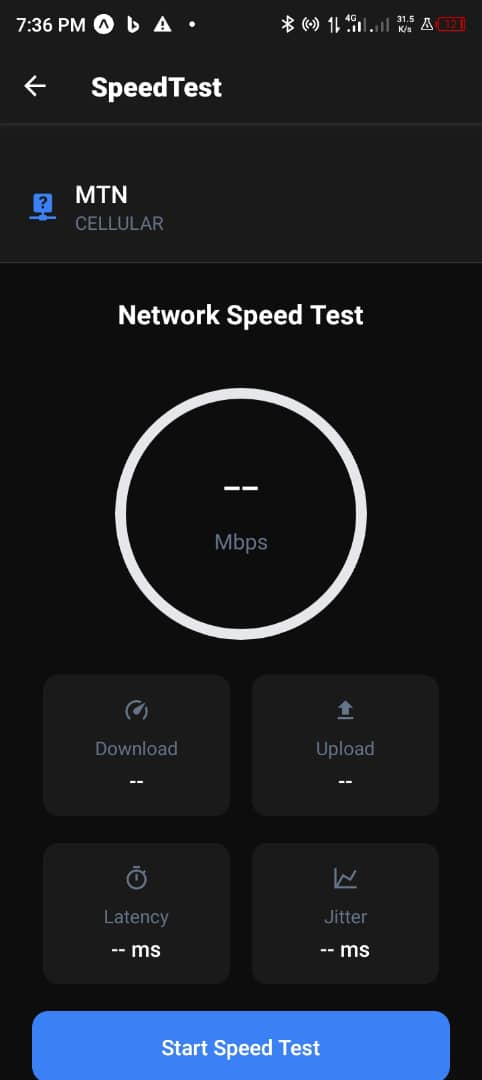 7:36 PM 4G 31.5 K/s 12
SpeedTest
?
MTN
CELLULAR
Network Speed Test
--
Mbps
Download Upload
-- --
Latency Jitter
-- ms -- ms
Start Speed Test